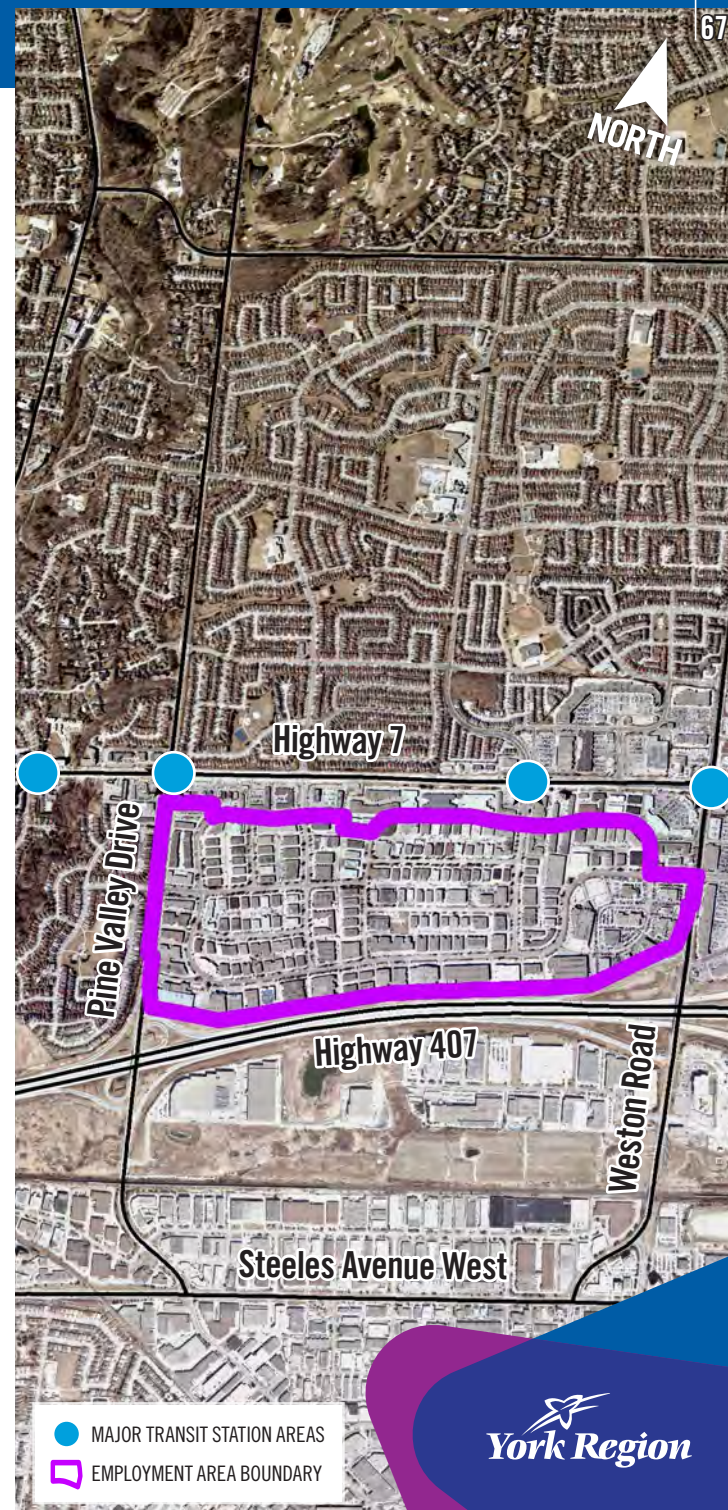 67
NORTH
Highway 7
Pine Valley Drive
Highway 407
Weston Road
Steeles Avenue West
MAJOR TRANSIT STATION AREAS
EMPLOYMENT AREA BOUNDARY
York Region